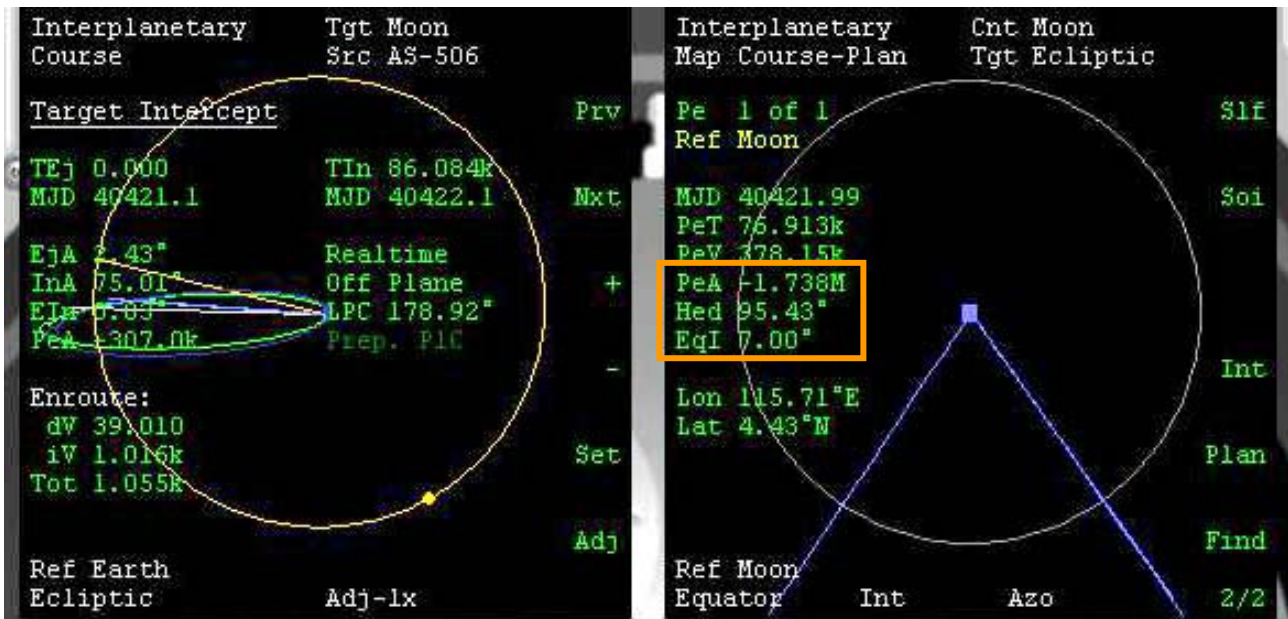 Interplanetary Tgt Moon
Course Src AS-506
Target Intercept
Prv
TEj 0.000 TIn 86.084k
MJD 40421.1 MJD 40422.1 Nxt
EjA 2.43° Realtime
InA 75.01° Off Plane +
EIn 0.03° LPC 178.92°
PeA -307.0k Prep. PlC
-
Enroute:
dV 39.010
iV 1.016k Set
Tot 1.055k
Adj
Ref Earth
Ecliptic Adj-1x
Interplanetary Cnt Moon
Map Course-Plan Tgt Ecliptic
Pe 1 of 1 Slf
Ref Moon
MJD 40421.99 Soi
PeT 76.913k
PeV 378.15k
PeA -1.738M
Hed 95.43°
EqI 7.00°
Int
Lon 115.71°E
Lat 4.43°N
Plan
Find
Ref Moon
Equator Int Azo 2/2